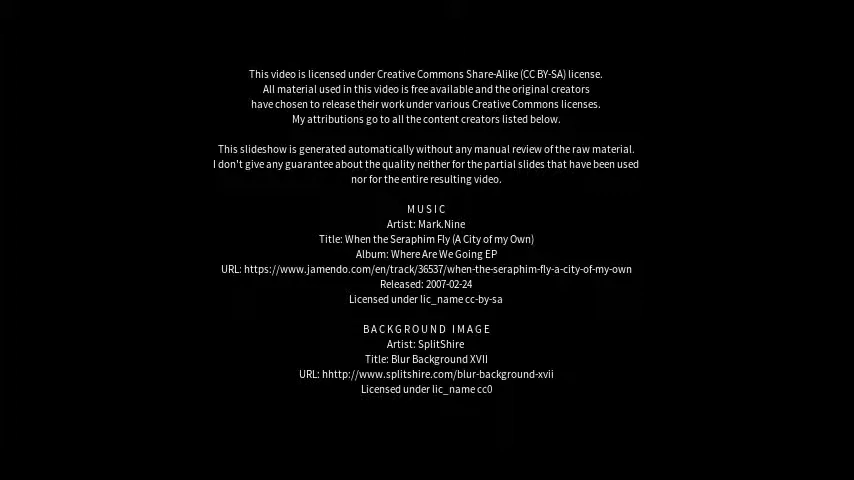 This video is licensed under Creative Commons Share-Alike (CC BY-SA) license.
All material used in this video is free available and the original creators
have chosen to release their work under various Creative Commons licenses.
My attributions go to all the content creators listed below.
This slideshow is generated automatically without any manual review of the raw material.
I don't give any guarantee about the quality neither for the partial slides that have been used
nor for the entire resulting video.
MUSIC
Artist: Mark.Nine
Title: When the Seraphim Fly (A City of my Own)
Album: Where Are We Going EP
URL: https://www.jamendo.com/en/track/36537/when-the-seraphim-fly-a-city-of-my-own
Released: 2007-02-24
Licensed under lic_name cc-by-sa
BACKGROUND IMAGE
Artist: SplitShire
Title: Blur Background XVII
URL: hhttp://www.splitshire.com/blur-background-xvii
Licensed under lic_name cc0